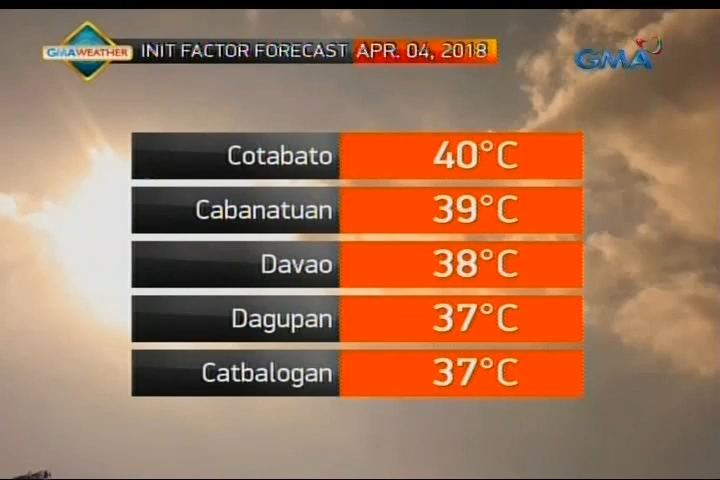 GMA WEATHER INIT FACTOR FORECAST APR. 04, 2018
GMA
Cotabato 40°C
Cabanatuan 39°C
Davao 38°C
Dagupan 37°C
Catbalogan 37°C